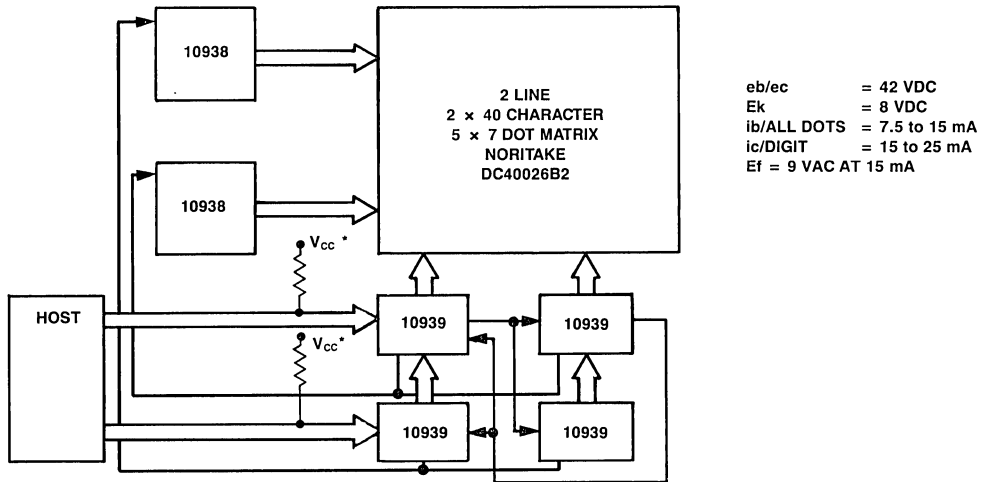 10938
2 LINE
2 × 40 CHARACTER
5 × 7 DOT MATRIX
NORITAKE
DC40026B2
eb/ec = 42 VDC
Ek = 8 VDC
ib/ALL DOTS = 7.5 to 15 mA
ic/DIGIT = 15 to 25 mA
Ef = 9 VAC AT 15 mA
10938
VCC *
HOST
10939
10939
VCC*
10939
10939